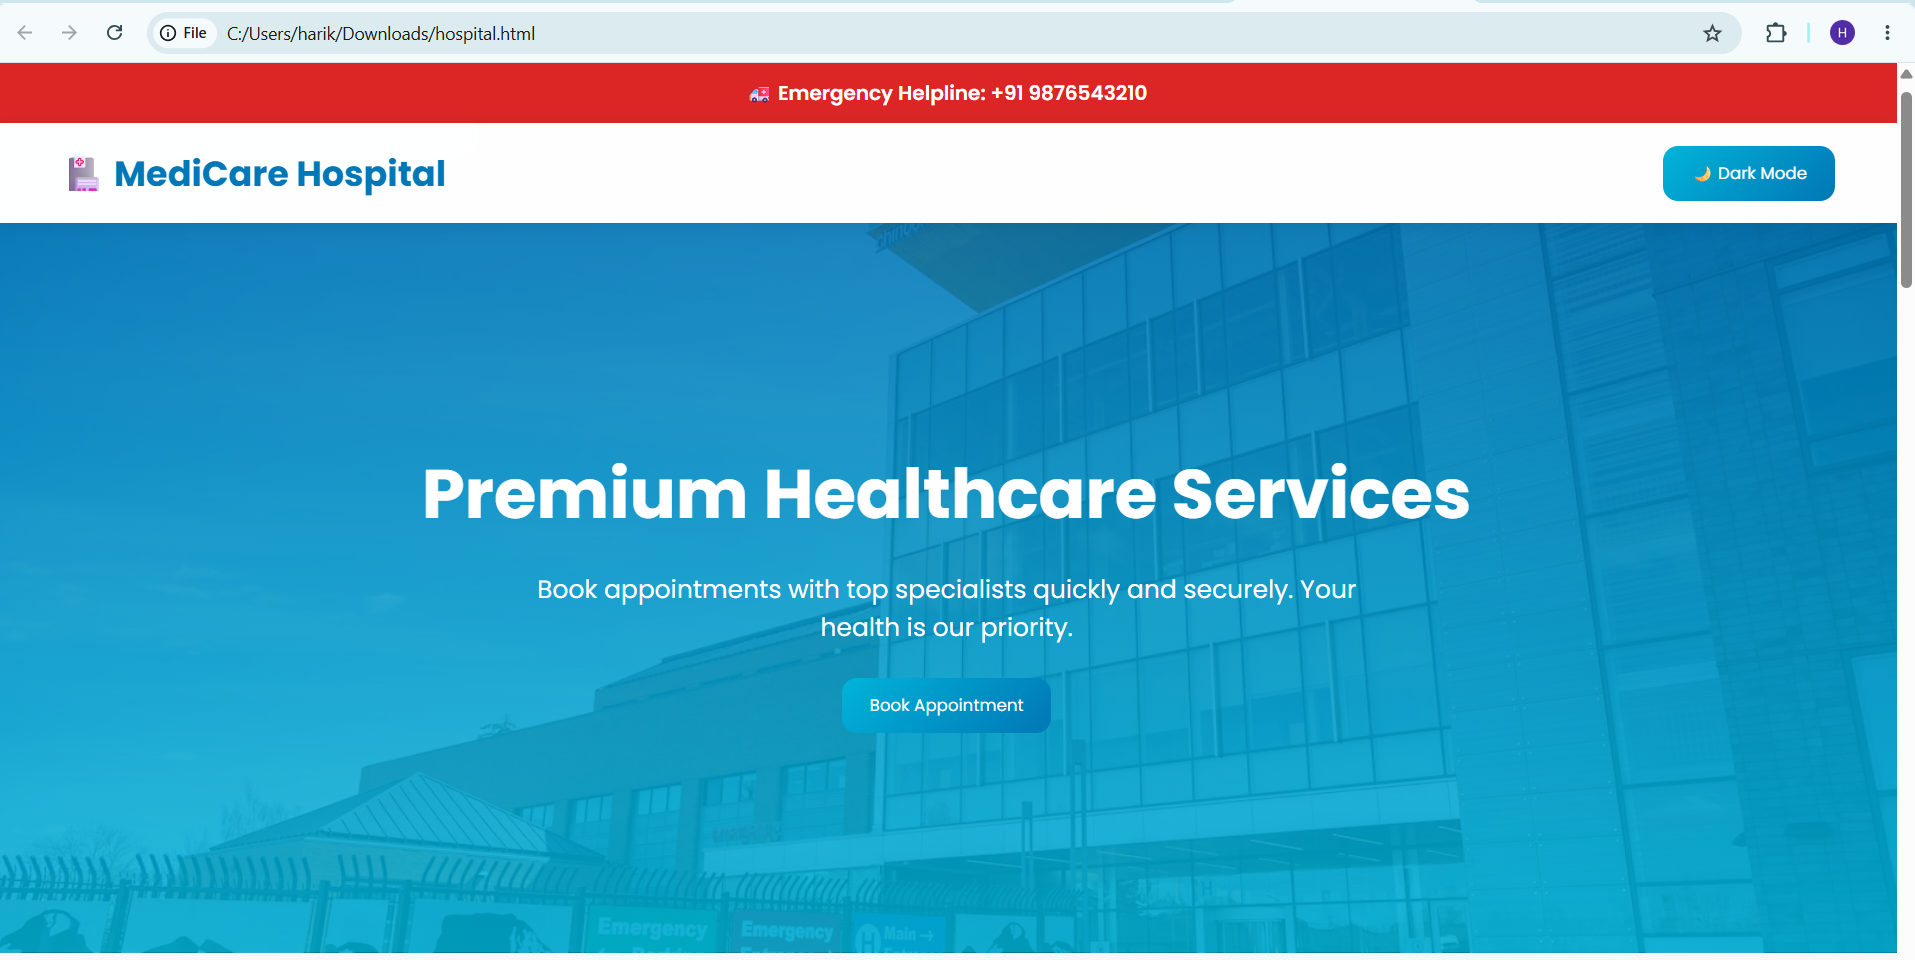 File C:/Users/harik/Downloads/hospital.html
H
Emergency Helpline: +91 9876543210
MediCare Hospital
Dark Mode
Premium Healthcare Services
Book appointments with top specialists quickly and securely. Your
health is our priority.
Book Appointment
Emergency
Emergency
H Main →